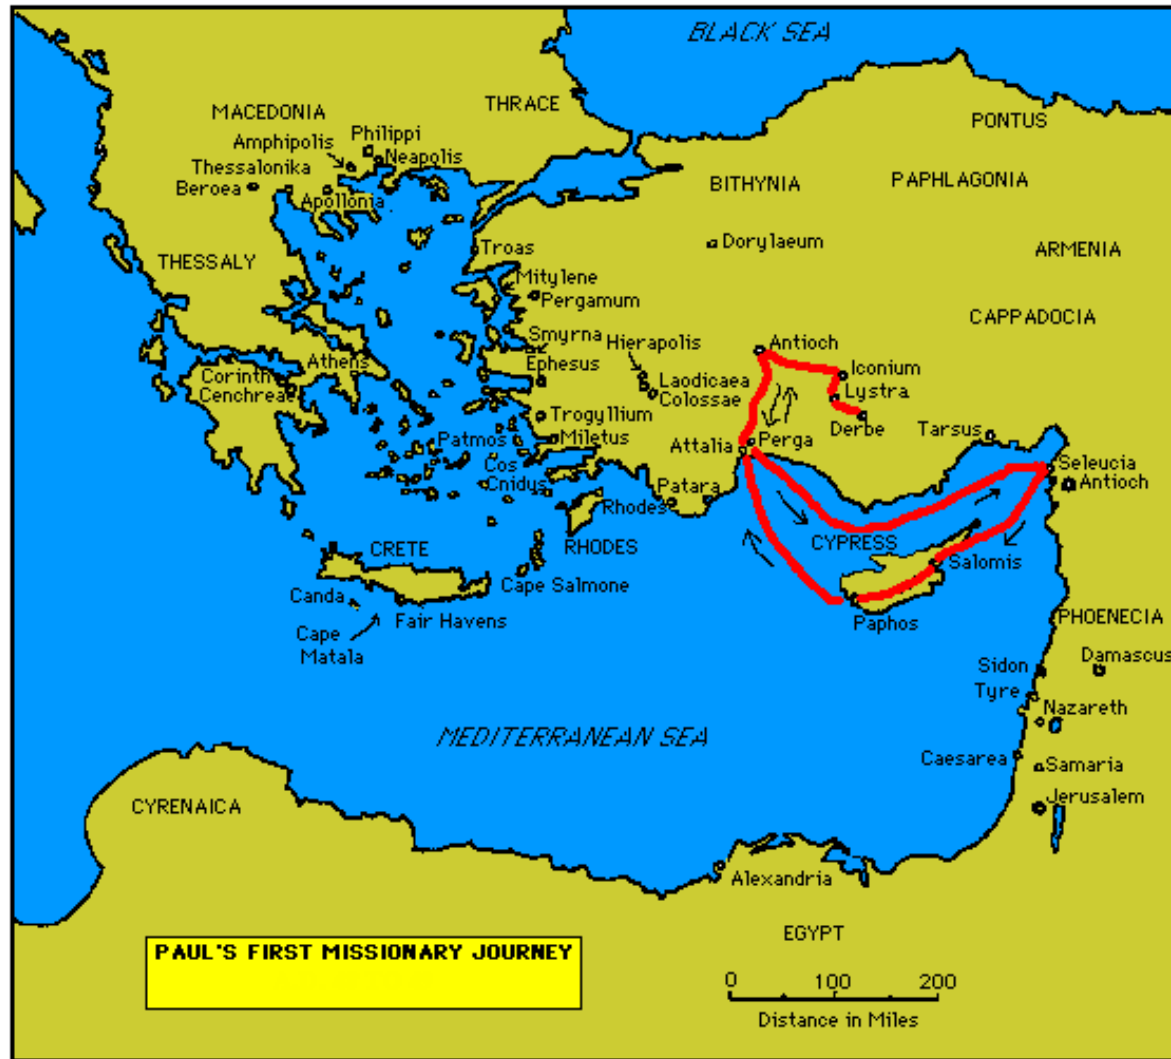 BLACK SEA
THRACE
MACEDONIA
PONTUS
Philippi
Amphipolis
Neapolis
Thessalonika
Beroea
Apollonia
BITHYNIA
PAPHLAGONIA
Dorylaeum
Troas
ARMENIA
THESSALY
Mitylene
Pergamum
CAPPADOCIA
Smyrna
Hierapolis
Antioch
Athens
Ephesus
Iconium
Corinth
Cenchrea
Laodicaea
Colossae
Lystra
Trogyllium
Derbe
Tarsus
Patmos
Miletus
Attalia
Perga
Cos
Cnidus
Seleucia
Antioch
Patara
Rhodes
RHODES
CYPRESS
CRETE
Salomis
Cape Salmone
Canda
Fair Havens
Paphos
PHOENECIA
Cape
Matala
Damascus
Sidon
Tyre
Nazareth
MEDITERRANEAN SEA
Caesarea
Samaria
CYRENAICA
Jerusalem
Alexandria
EGYPT
PAUL'S FIRST MISSIONARY JOURNEY
0 100 200
Distance in Miles